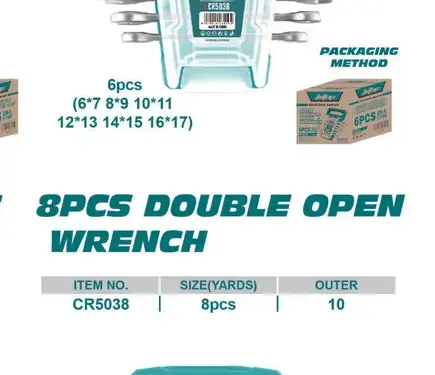 CR5038
PACKAGING
METHOD
6pcs
(6*7 8*9 10*11
12*13 14*15 16*17)
6PCS
8PCS DOUBLE OPEN
WRENCH
ITEM NO. SIZE(YARDS) OUTER
CR5038 8pcs 10